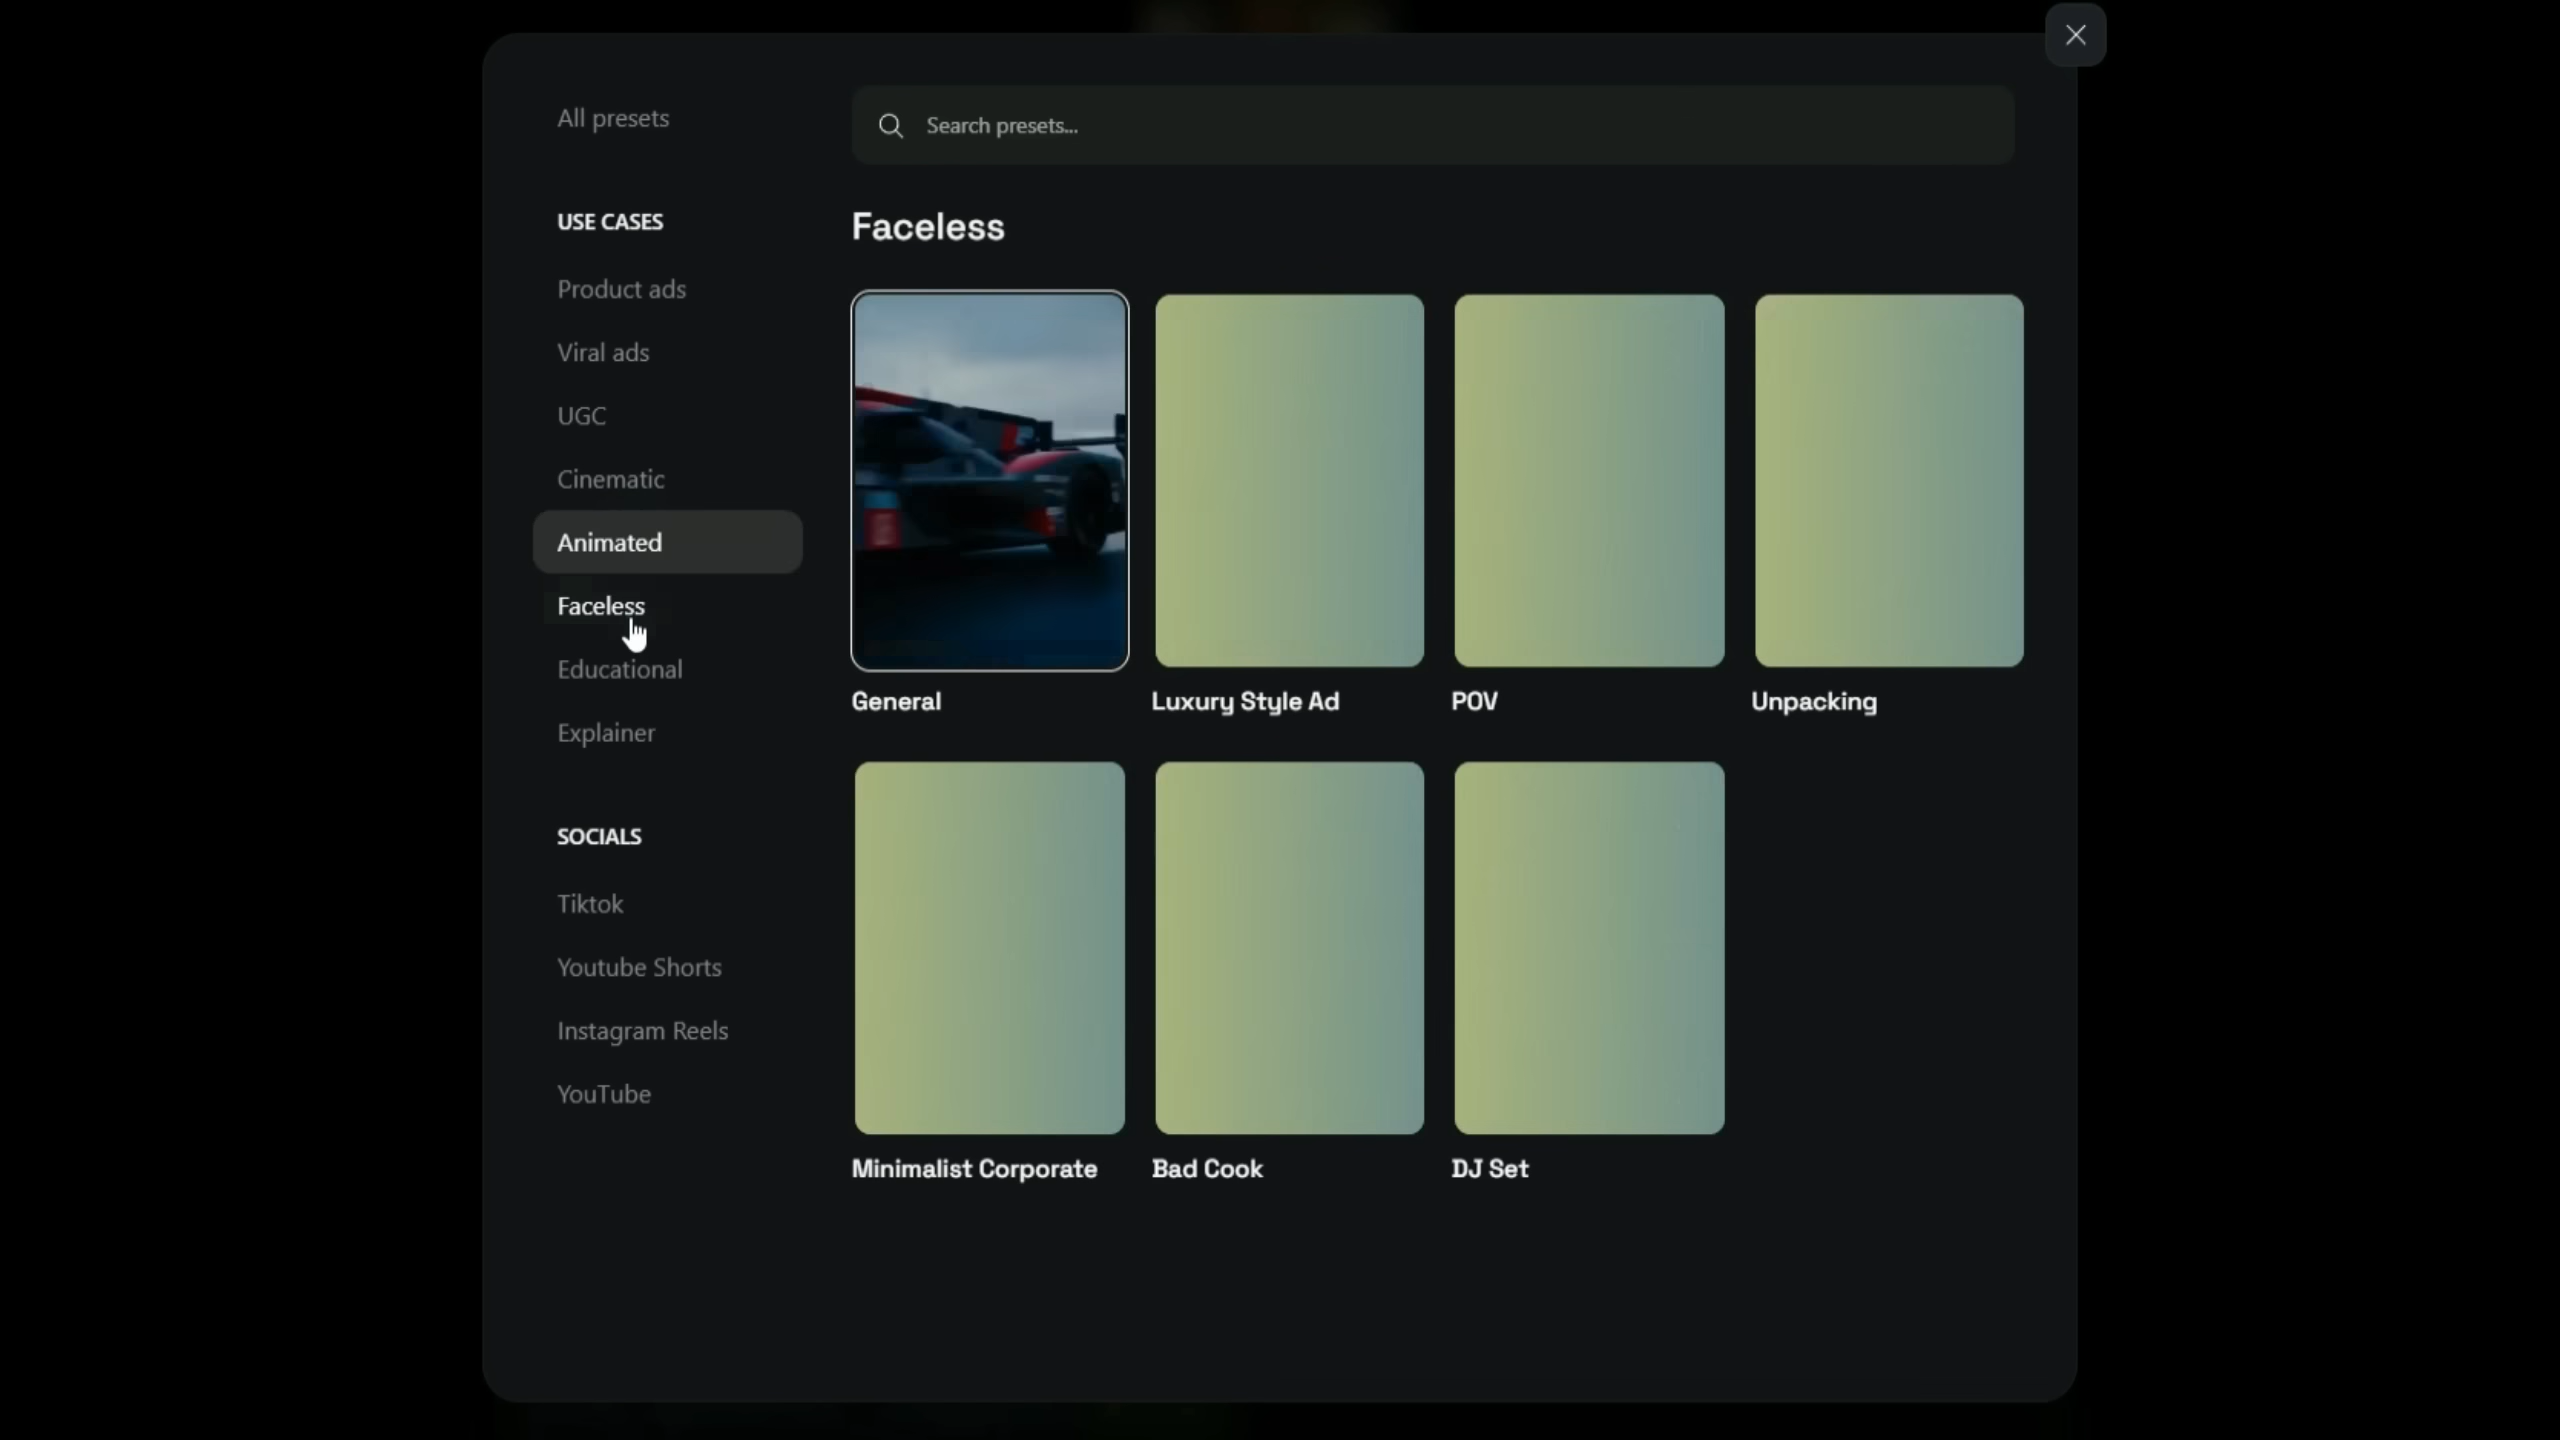 All presets
Search presets...
USE CASES
Product ads
Viral ads
UGC
Cinematic
Animated
Faceless
Educational
Explainer
SOCIALS
Tiktok
Youtube Shorts
Instagram Reels
YouTube
Faceless
General
Luxury Style Ad
POV
Unpacking
Minimalist Corporate
Bad Cook
DJ Set